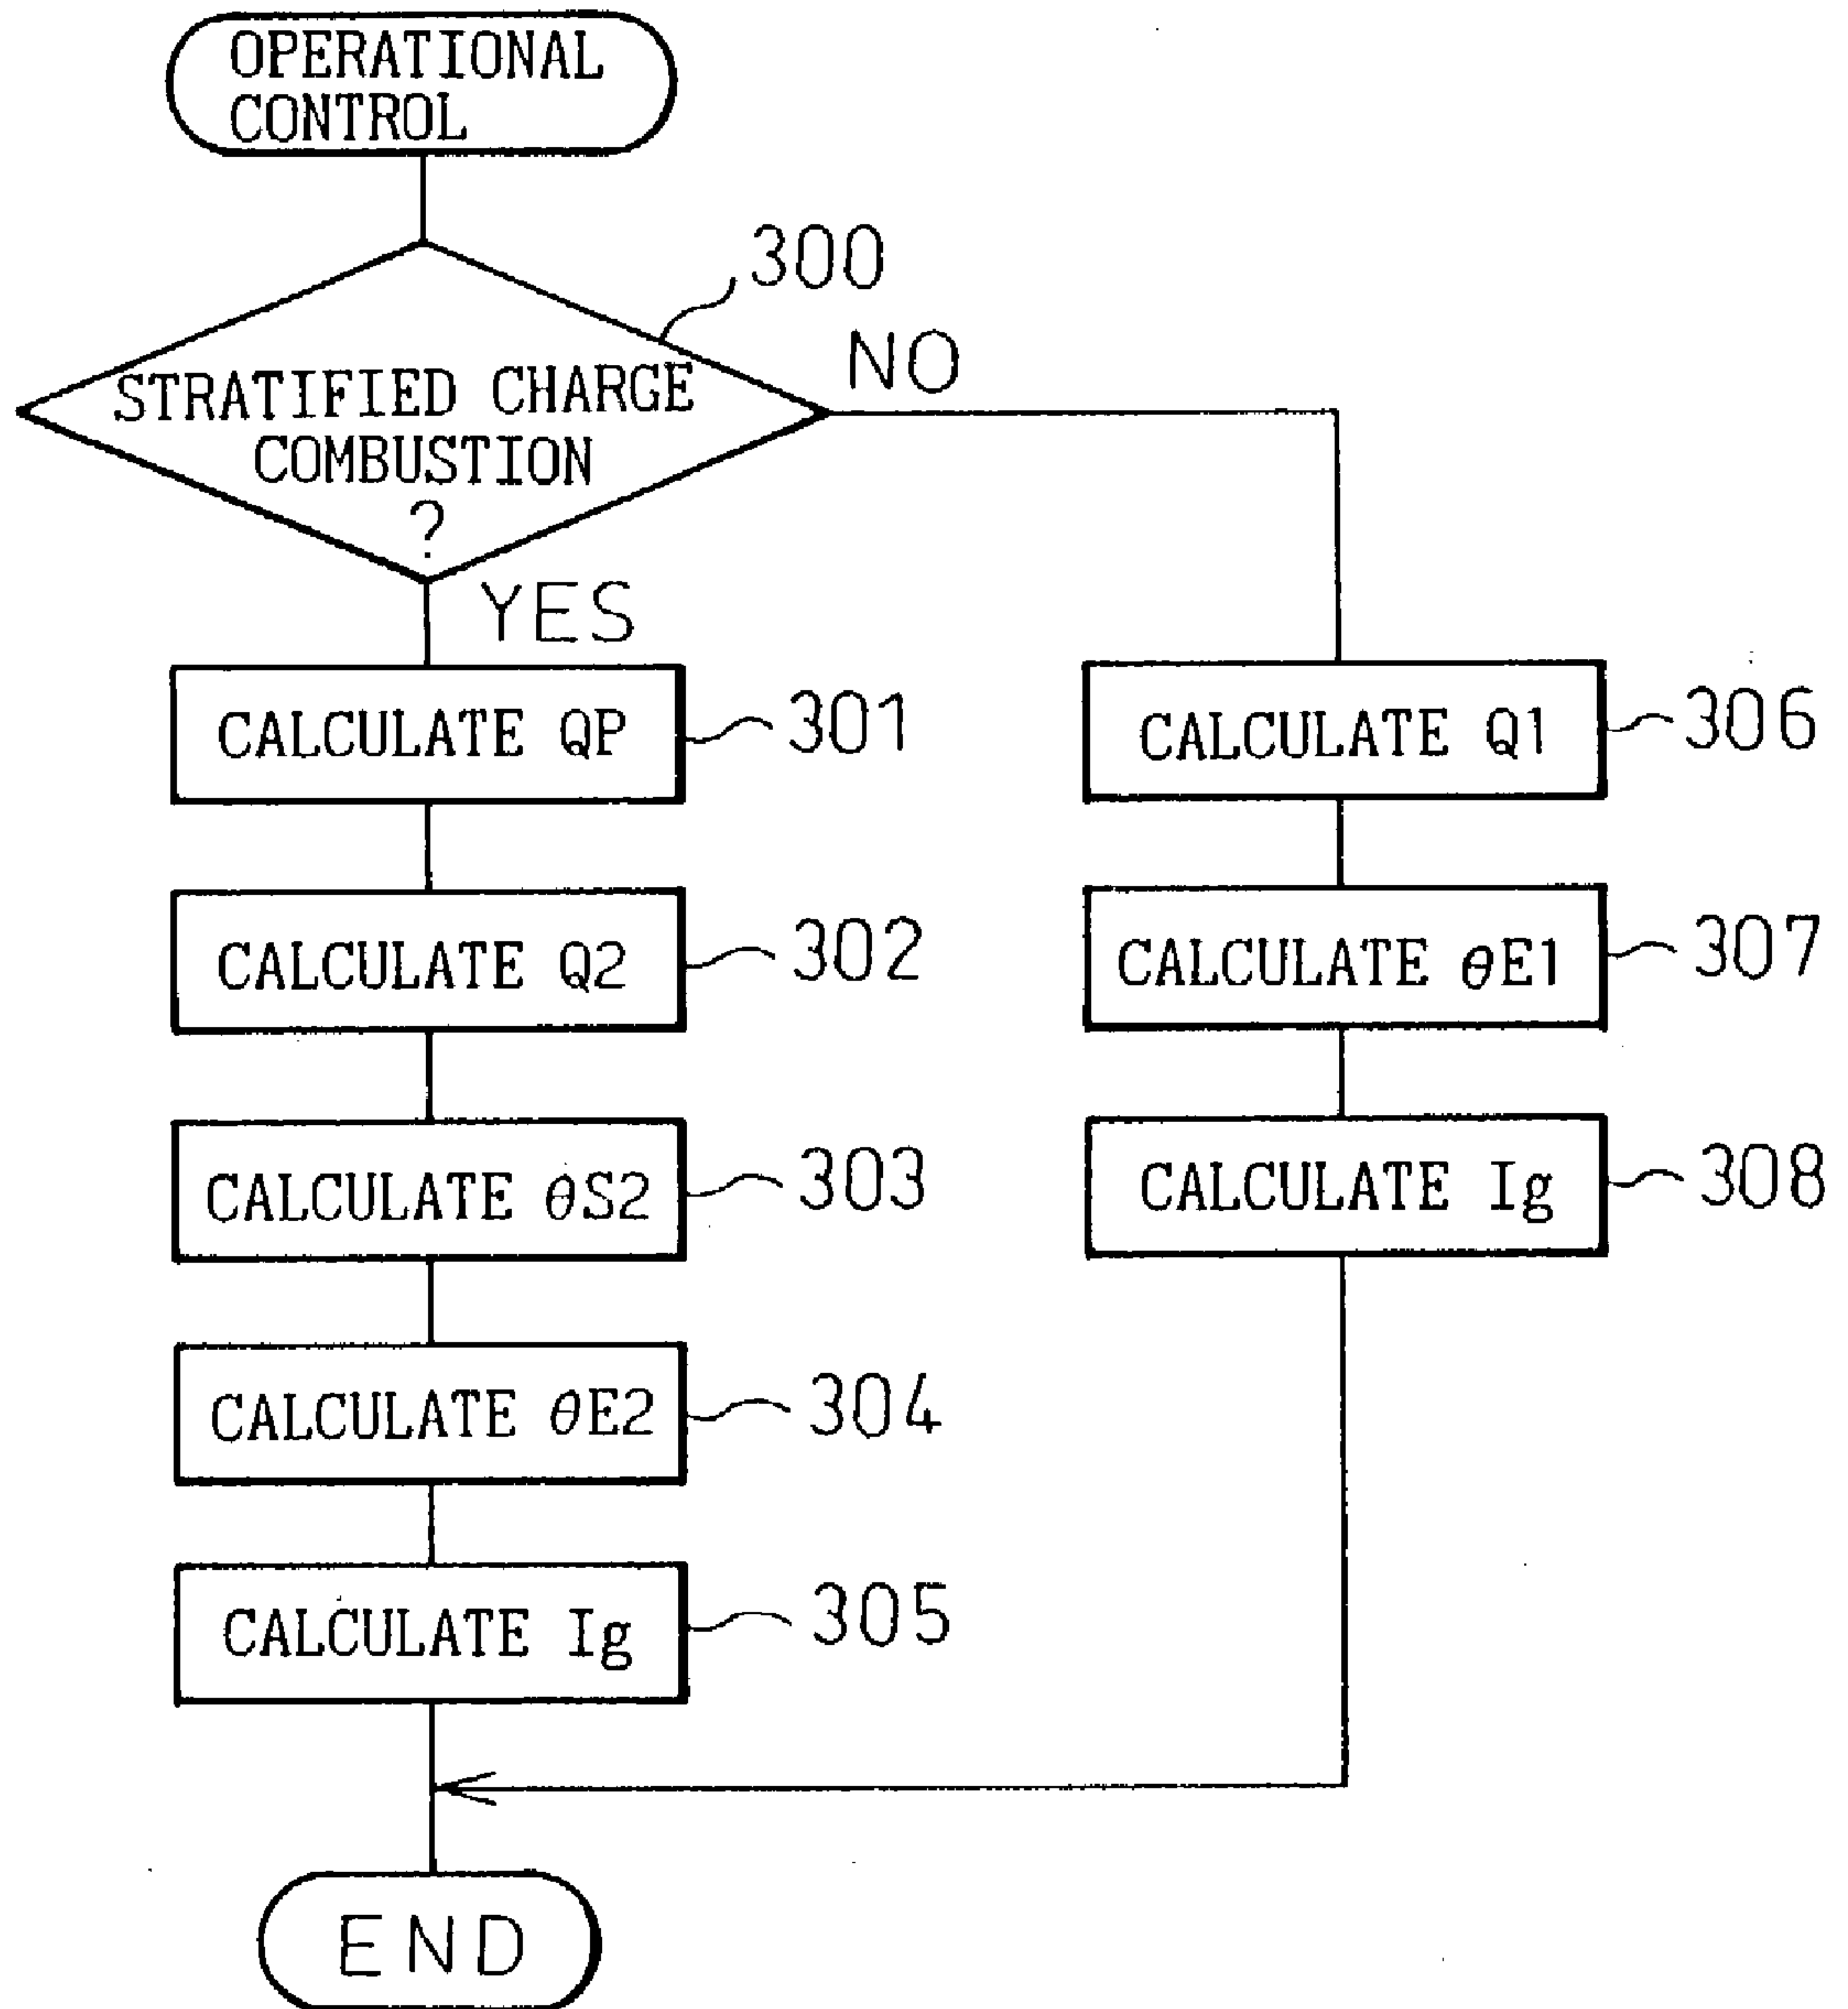 OPERATIONAL
CONTROL
300
STRATIFIED CHARGE
COMBUSTION
?
NO
YES
CALCULATE QP
301
CALCULATE Q2
302
CALCULATE θS2
303
CALCULATE θE2
304
CALCULATE Ig
305
CALCULATE Q1
306
CALCULATE θE1
307
CALCULATE Ig
308
END